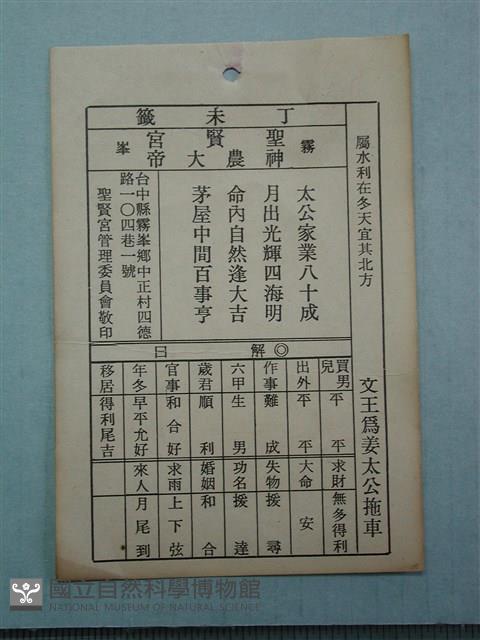 丁未籤
霧峯
聖賢宮
神農大帝
屬水利在冬天宜其北方
文王爲姜太公拖車
太公家業八十成
月出光輝四海明
命內自然逢大吉
茅屋中間百事亨
台中縣霧峯鄉中正村四德
路一〇四巷一號
聖賢宮管理委員會敬印
◎解曰
買男兒 平平
求財 無多得利
出外 平平
大命 安
作事 難成
失物 援尋
六甲 生男
功名 援達
歲君 順利
婚姻 和合
官事 和合好
求雨 上下弦
年冬 早平允好
來人 月尾到
移居 得利尾吉
國立自然科學博物館
NATIONAL MUSEUM OF NATURAL SCIENCE